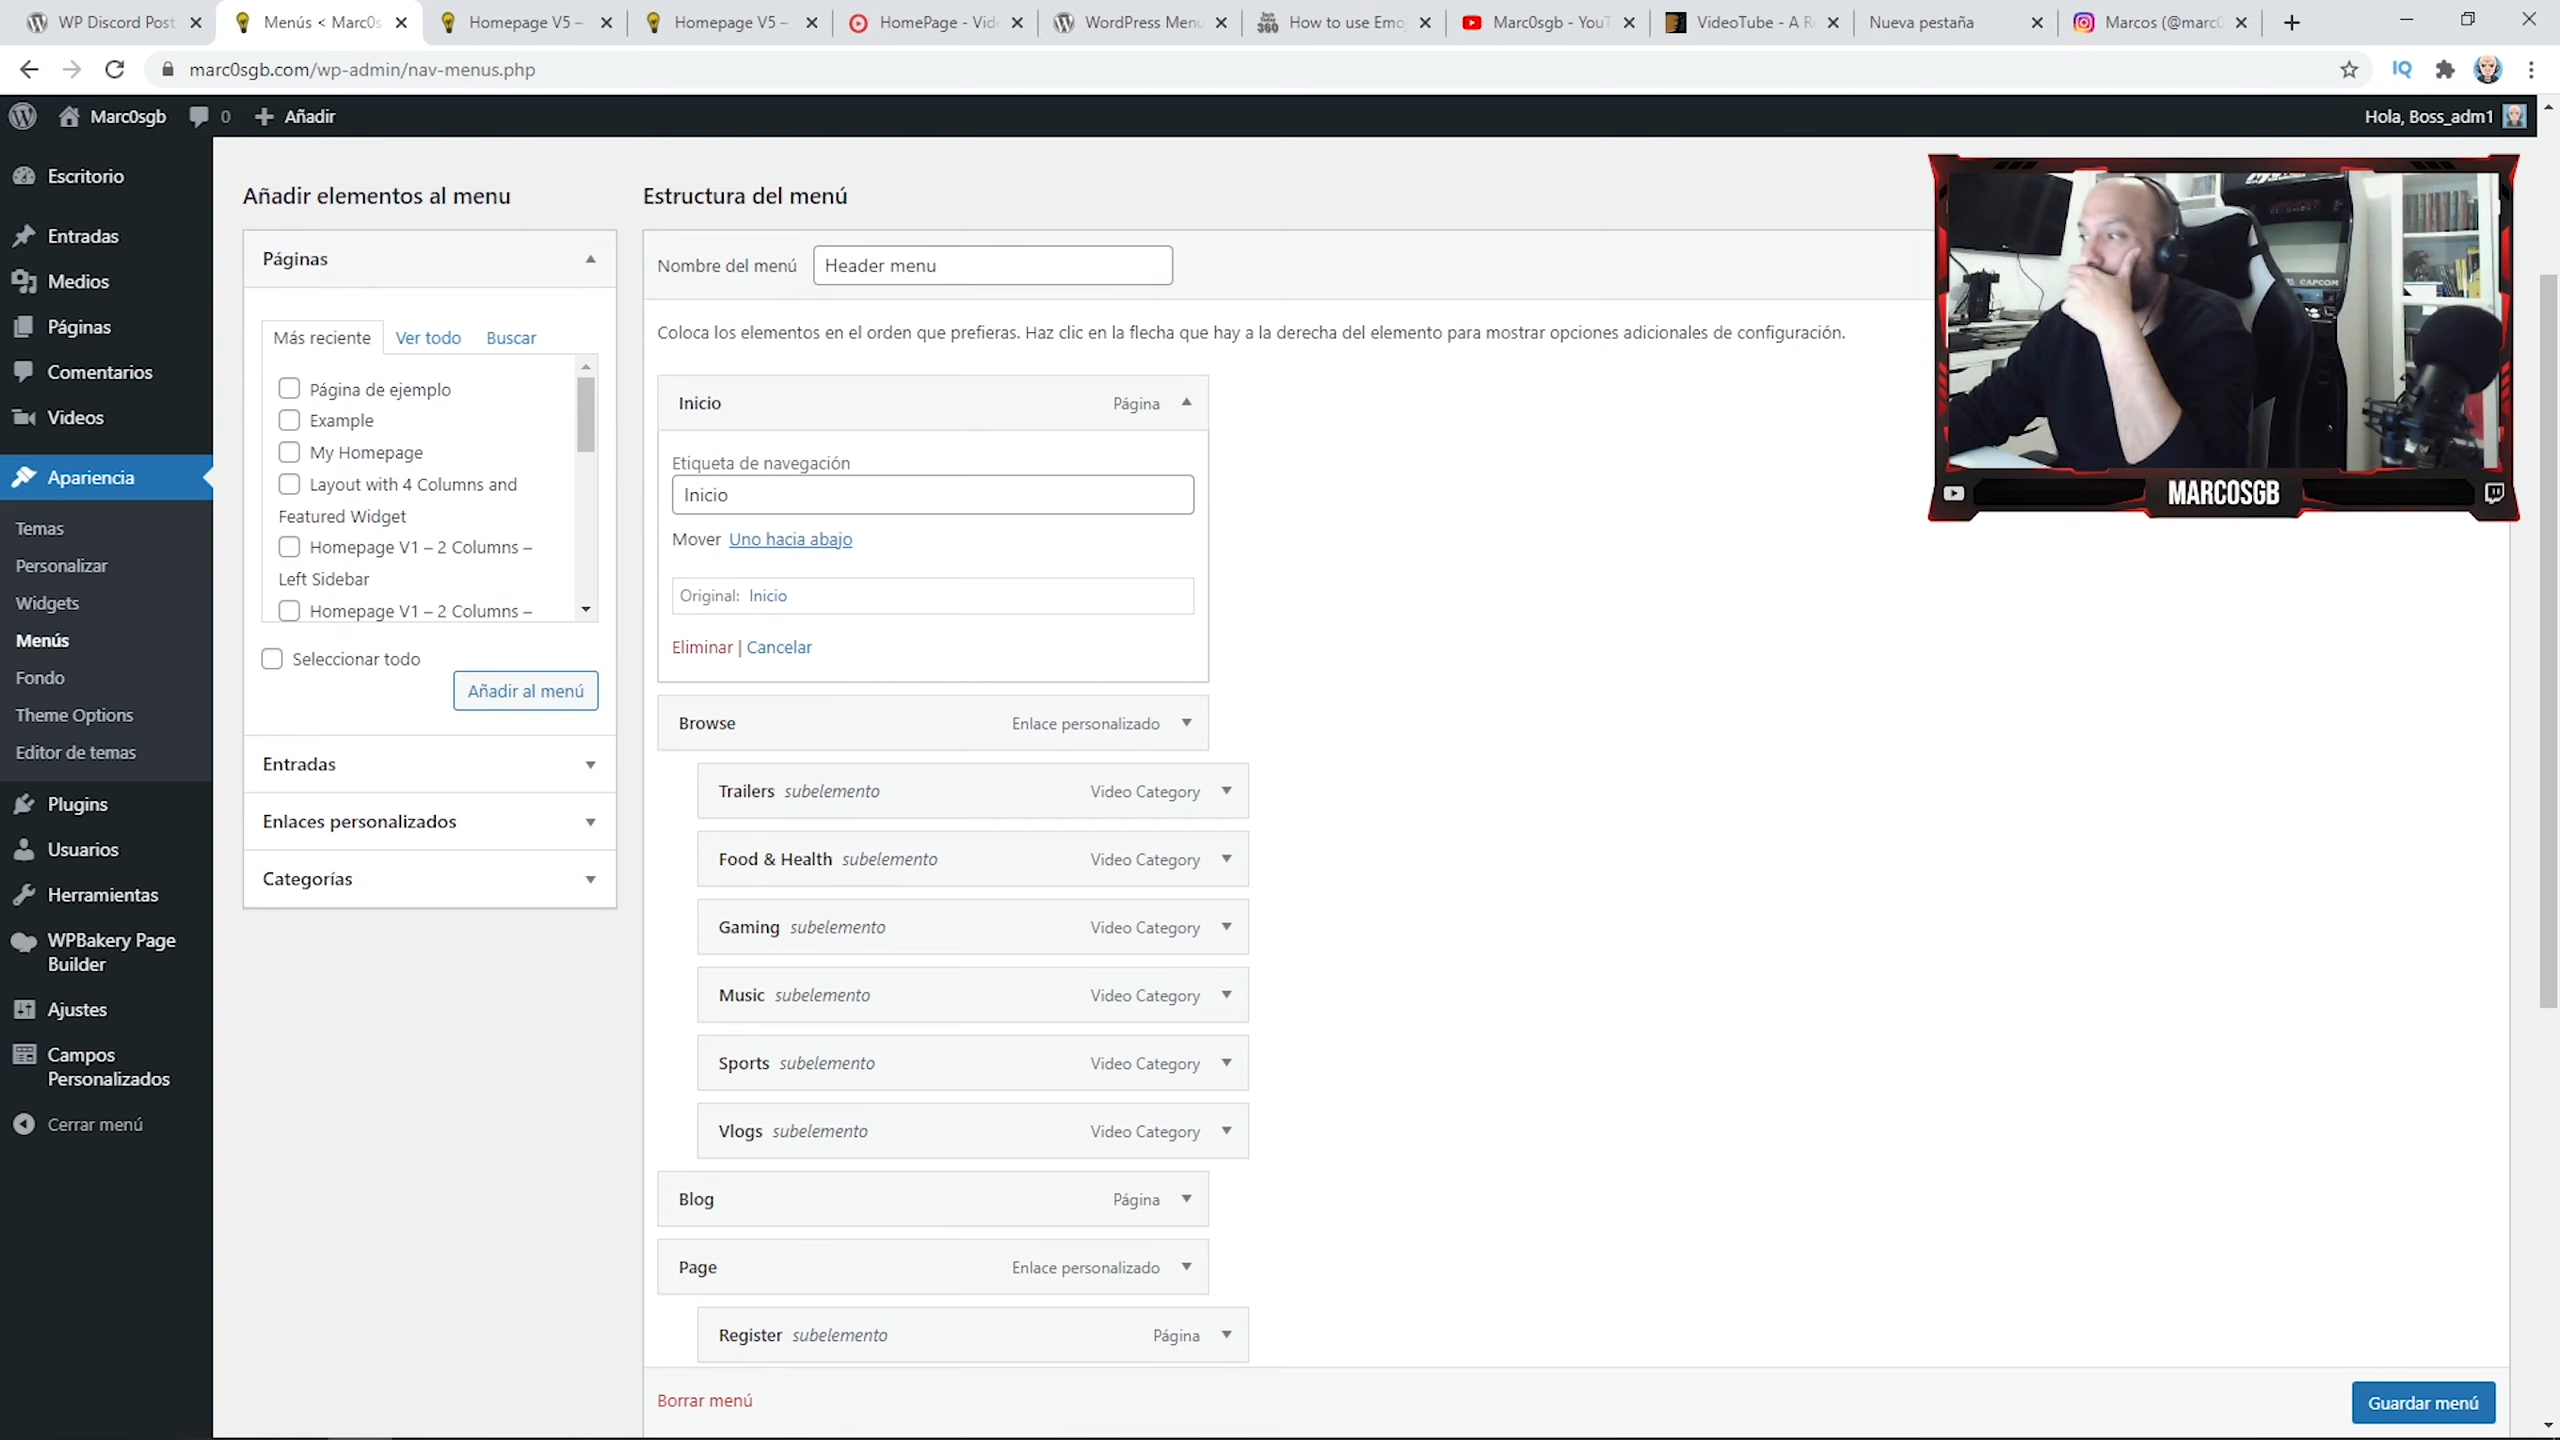 WP Discord Post
Menús < Marc0s
Homepage V5 –
Homepage V5 –
HomePage - Vid
WordPress Menu
How to use Emo
Marc0sgb - YouT
VideoTube - A R
Nueva pestaña
Marcos (@marc0
marc0sgb.com/wp-admin/nav-menus.php
IQ
Marc0sgb
0
Añadir
Hola, Boss_adm1
Escritorio
Entradas
Medios
Páginas
Comentarios
Videos
Apariencia
Temas
Personalizar
Widgets
Menús
Fondo
Theme Options
Editor de temas
Plugins
Usuarios
Herramientas
WPBakery Page
Builder
Ajustes
Campos
Personalizados
Cerrar menú
Añadir elementos al menu
Páginas
Más reciente
Ver todo
Buscar
Página de ejemplo
Example
My Homepage
Layout with 4 Columns and
Featured Widget
Homepage V1 – 2 Columns –
Left Sidebar
Homepage V1 – 2 Columns –
Seleccionar todo
Añadir al menú
Entradas
Enlaces personalizados
Categorías
Estructura del menú
Nombre del menú
Header menu
Coloca los elementos en el orden que prefieras. Haz clic en la flecha que hay a la derecha del elemento para mostrar opciones adicionales de configuración.
Inicio Página
Etiqueta de navegación
Inicio
Mover Uno hacia abajo
Original: Inicio
Eliminar | Cancelar
Browse Enlace personalizado
Trailers subelemento Video Category
Food & Health subelemento Video Category
Gaming subelemento Video Category
Music subelemento Video Category
Sports subelemento Video Category
Vlogs subelemento Video Category
Blog Página
Page Enlace personalizado
Register subelemento Página
Borrar menú
Guardar menú
CAPCOM
MARCOSGB